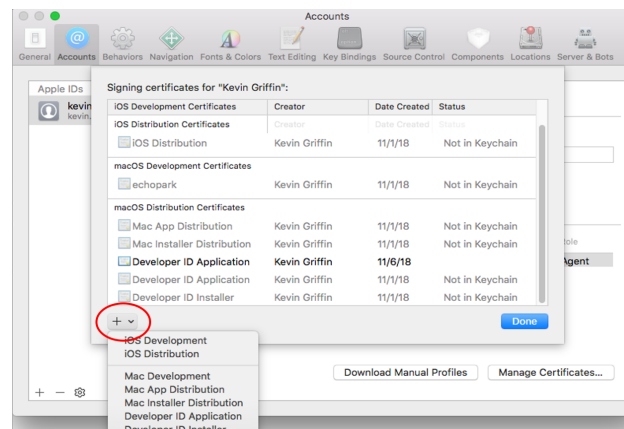 Accounts
General Accounts Behaviors Navigation Fonts & Colors Text Editing Key Bindings Source Control Components Locations Server & Bots
Apple IDs
kevin
kevin.
Signing certificates for "Kevin Griffin":
iOS Development Certificates Creator Date Created Status
iOS Distribution Certificates Creator Date Created Status
iOS Distribution Kevin Griffin 11/1/18 Not in Keychain
macOS Development Certificates
echopark Kevin Griffin 11/1/18 Not in Keychain
macOS Distribution Certificates
Mac App Distribution Kevin Griffin 11/1/18 Not in Keychain
Mac Installer Distribution Kevin Griffin 11/1/18 Not in Keychain
Developer ID Application Kevin Griffin 11/6/18
Developer ID Application Kevin Griffin 11/1/18 Not in Keychain
Developer ID Installer Kevin Griffin 11/1/18 Not in Keychain
Done
iOS Development
iOS Distribution
Mac Development
Mac App Distribution
Mac Installer Distribution
Developer ID Application
Developer ID Installer
Download Manual Profiles
Manage Certificates...